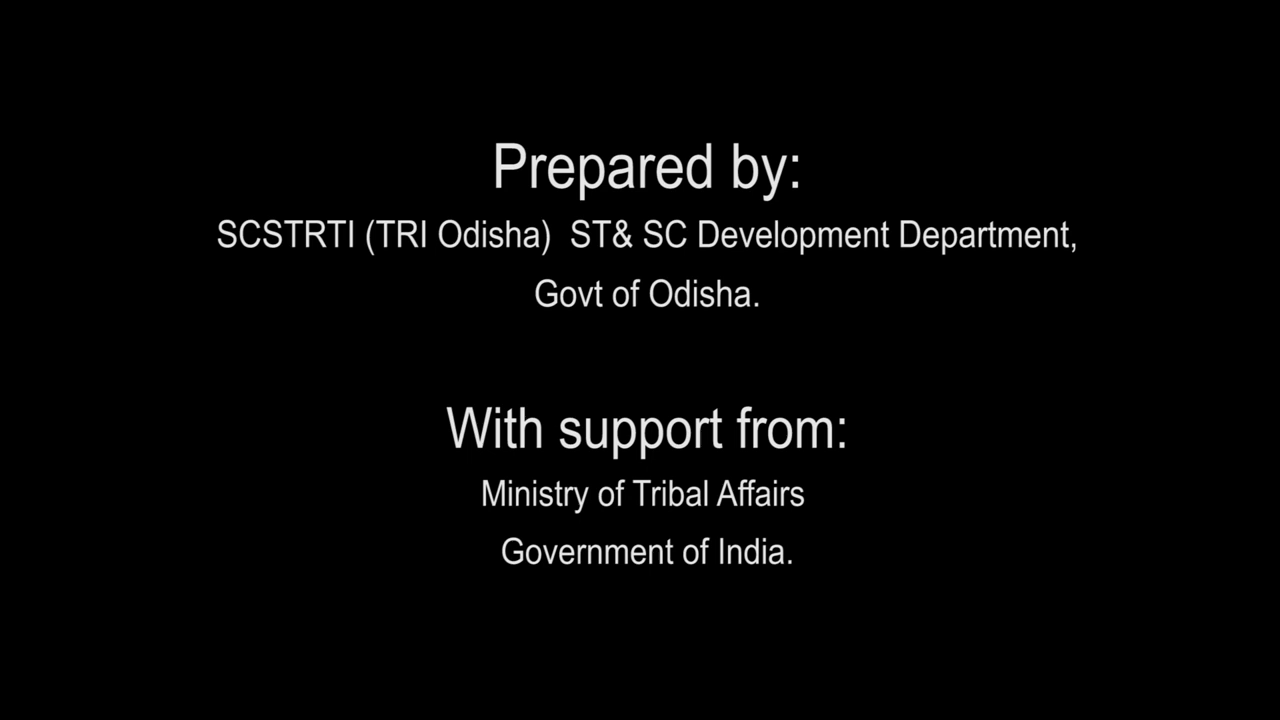 Prepared by:
SCSTRTI (TRI Odisha)  ST& SC Development Department,
Govt of Odisha.
With support from:
Ministry of Tribal Affairs
Government of India.